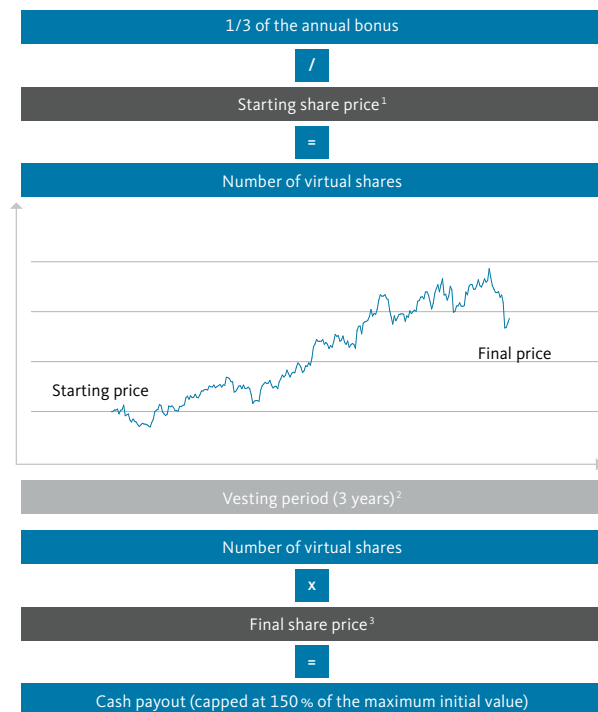 1/3 of the annual bonus
/
Starting share price¹
=
Number of virtual shares
Final price
Starting price
Vesting period (3 years)²
Number of virtual shares
x
Final share price³
=
Cash payout (capped at 150 % of the maximum initial value)